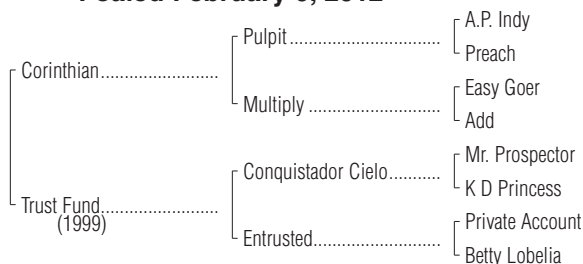 Foaled February 6, 2012
A.P. Indy
Pulpit
Preach
Corinthian
Easy Goer
Multiply
Add
Mr. Prospector
Conquistador Cielo
K D Princess
Trust Fund
(1999)
Private Account
Entrusted
Betty Lobelia